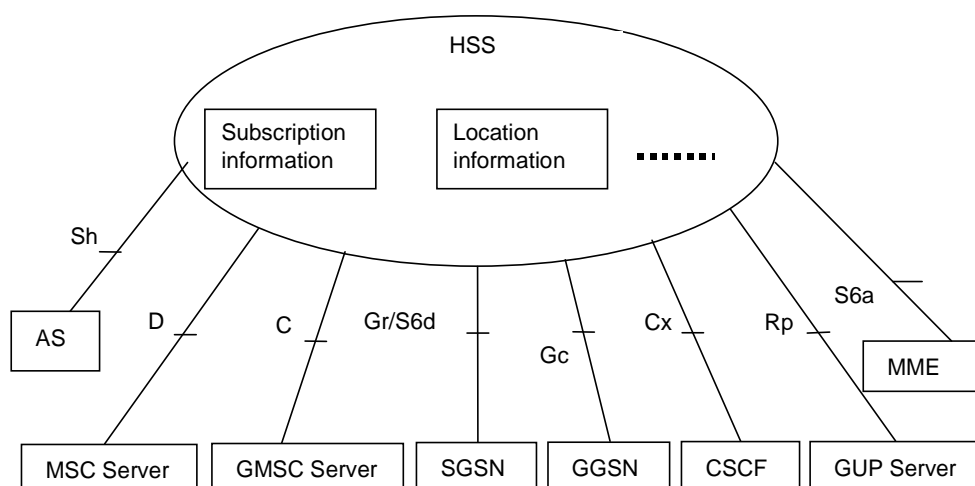 HSS
Subscription
information
Location
information
Sh
D
C
Gr/S6d
Gc
Cx
Rp
S6a
AS
MME
MSC Server
GMSC Server
SGSN
GGSN
CSCF
GUP Server